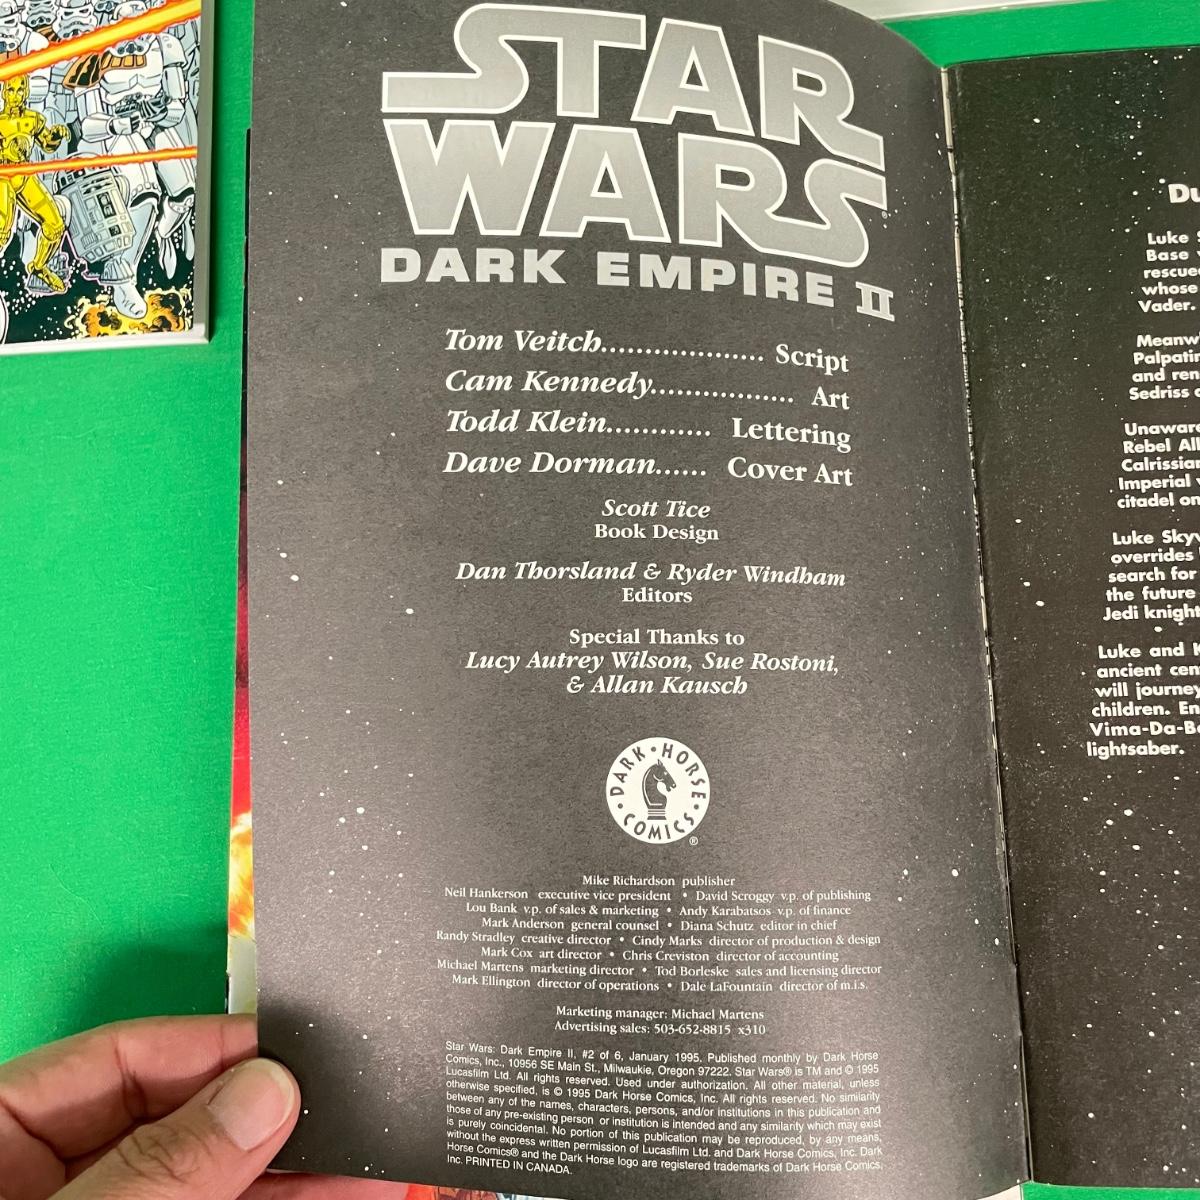 STAR
WARS®
DARK EMPIRE II
Tom Veitch................... Script
Cam Kennedy................. Art
Todd Klein............ Lettering
Dave Dorman...... Cover Art
Scott Tice
Book Design
Dan Thorsland & Ryder Windham
Editors
Special Thanks to
Lucy Autrey Wilson, Sue Rostoni,
& Allan Kausch
DARK • HORSE • COMICS •
®
Mike Richardson publisher
Neil Hankerson executive vice president • David Scroggy v.p. of publishing
Lou Bank v.p. of sales & marketing • Andy Karabatsos v.p. of finance
Mark Anderson general counsel • Diana Schutz editor in chief
Randy Stradley creative director • Cindy Marks director of production & design
Mark Cox art director • Chris Creviston director of accounting
Michael Martens marketing director • Tod Borleske sales and licensing director
Mark Ellington director of operations • Dale LaFountain director of m.i.s.
Marketing manager: Michael Martens
Advertising sales: 503-652-8815 x310
Star Wars: Dark Empire II, #2 of 6, January 1995. Published monthly by Dark Horse
Comics, Inc., 10956 SE Main St., Milwaukie, Oregon 97222. Star Wars® is TM and © 1995
Lucasfilm Ltd. All rights reserved. Used under authorization. All other material, unless
otherwise specified, is © 1995 Dark Horse Comics, Inc. All rights reserved. No similarity
between any of the names, characters, persons, and/or institutions in this publication and
those of any pre-existing person or institution is intended and any similarity which may exist
is purely coincidental. No portion of this publication may be reproduced, by any means,
without the express written permission of Lucasfilm Ltd. and Dark Horse Comics, Inc. Dark
Horse Comics® and the Dark Horse logo are registered trademarks of Dark Horse Comics,
Inc. PRINTED IN CANADA.
Du
Luke S
Base
rescue
whose
Vader.
Meanw
Palpatin
and ren
Sedriss
Unaware
Rebel All
Calrissian
Imperial
citadel on
Luke Skyw
overrides
search for
the future
Jedi knight
Luke and K
ancient cen
will journey
children. En
Vima-Da-Bo
lightsaber.